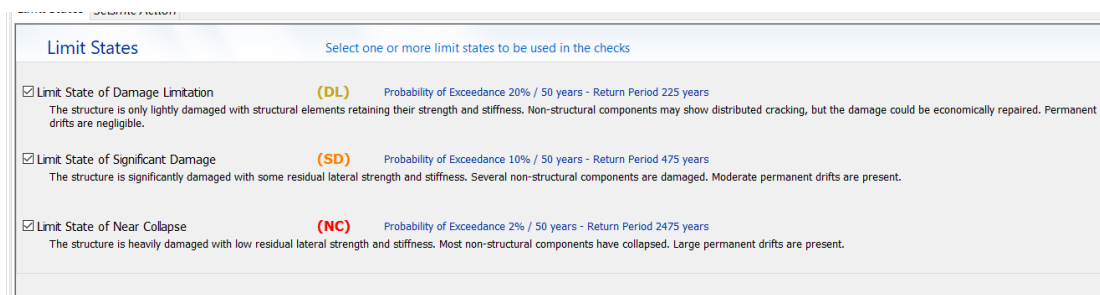 Limit States Seismic Action
Limit States Select one or more limit states to be used in the checks
Limit State of Damage Limitation (DL) Probability of Exceedance 20% / 50 years - Return Period 225 years
The structure is only lightly damaged with structural elements retaining their strength and stiffness. Non-structural components may show distributed cracking, but the damage could be economically repaired. Permanent
drifts are negligible.
Limit State of Significant Damage (SD) Probability of Exceedance 10% / 50 years - Return Period 475 years
The structure is significantly damaged with some residual lateral strength and stiffness. Several non-structural components are damaged. Moderate permanent drifts are present.
Limit State of Near Collapse (NC) Probability of Exceedance 2% / 50 years - Return Period 2475 years
The structure is heavily damaged with low residual lateral strength and stiffness. Most non-structural components have collapsed. Large permanent drifts are present.